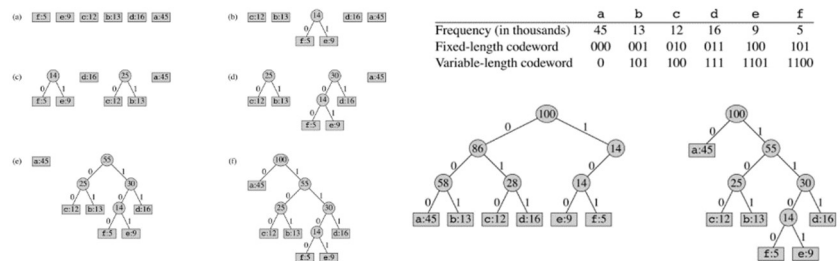 (a) f:5 e:9 c:12 b:13 d:16 a:45
(b) c:12 b:13 14 d:16 a:45
0 1
f:5 e:9
(c) 14 d:16 25 a:45
0 1 0 1
f:5 e:9 c:12 b:13
(d) 25 30 a:45
0 1 0 1
c:12 b:13 14 d:16
0 1
f:5 e:9
(e) a:45 55
0 1
25 30
0 1 0 1
c:12 b:13 14 d:16
0 1
f:5 e:9
(f) 100
0 1
a:45 55
0 1
25 30
0 1 0 1
c:12 b:13 14 d:16
0 1
f:5 e:9
a b c d e f
Frequency (in thousands) 45 13 12 16 9 5
Fixed-length codeword 000 001 010 011 100 101
Variable-length codeword 0 101 100 111 1101 1100
100
0 1
86 14
0 1 0
58 28 14
0 1 0 1 0 1
a:45 b:13 c:12 d:16 e:9 f:5
100
0 1
a:45 55
0 1
25 30
0 1 0 1
c:12 b:13 14 d:16
0 1
f:5 e:9